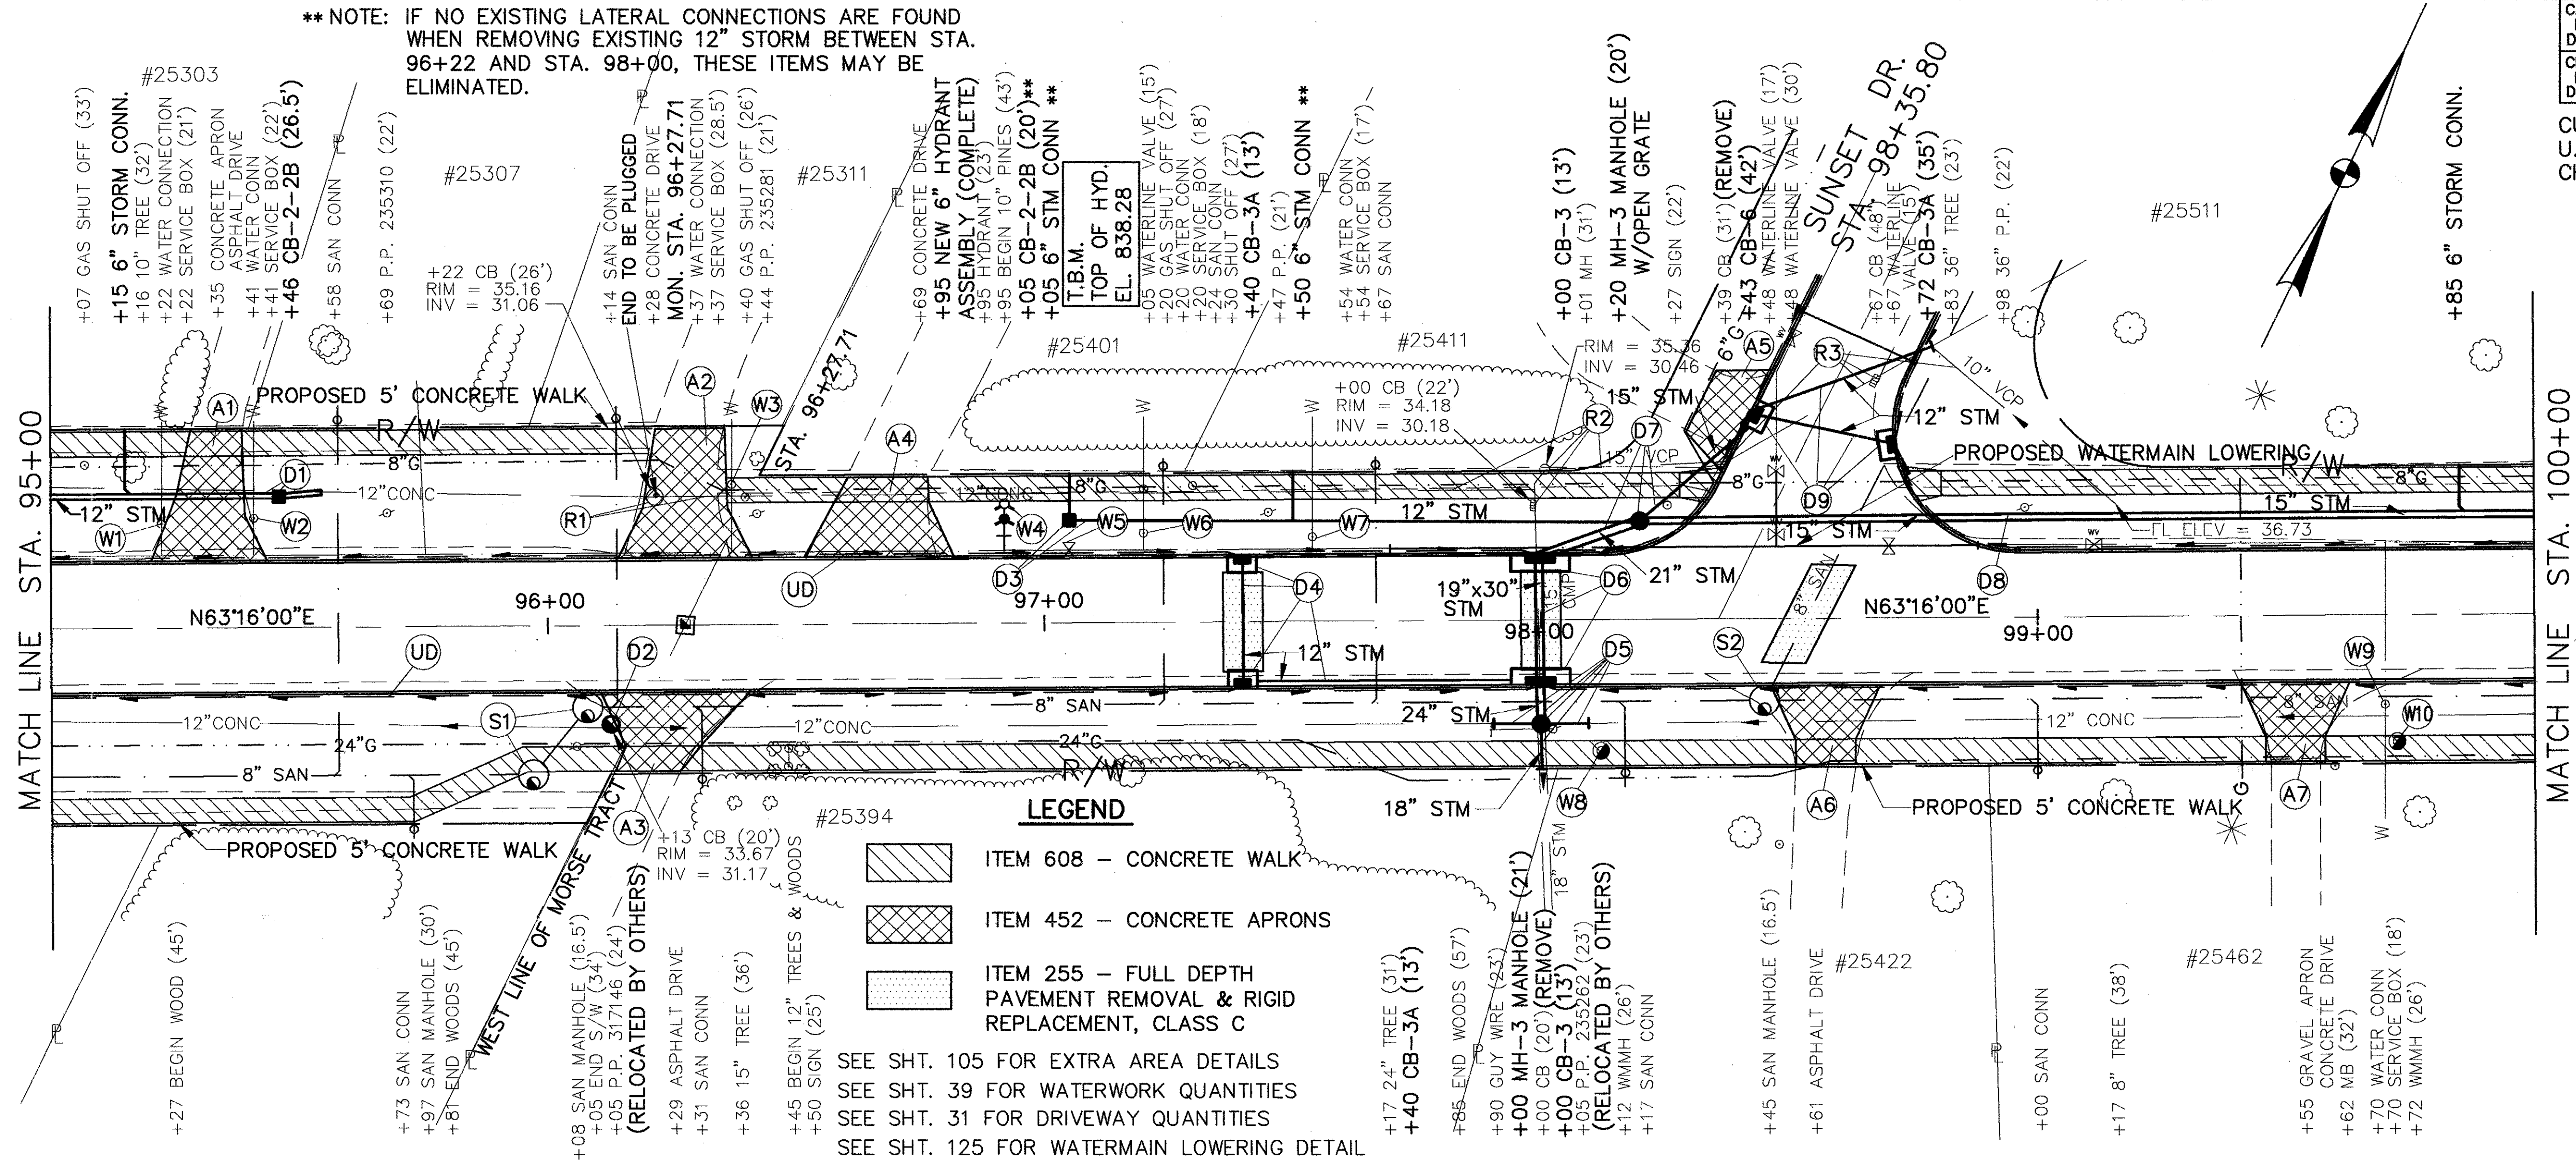 ** NOTE: IF NO EXISTING LATERAL CONNECTIONS ARE FOUND
WHEN REMOVING EXISTING 12" STORM BETWEEN STA.
96+22 AND STA. 98+00, THESE ITEMS MAY BE
ELIMINATED.
#25303
+07 GAS SHUT OFF (33')
+15 6" STORM CONN.
+16 10" TREE (32')
+22 WATER CONNECTION
+22 SERVICE BOX (21')
+35 CONCRETE APRON
ASPHALT DRIVE
+41 WATER CONN
+41 SERVICE BOX (22')
+46 CB-2-2B (26.5')
+58 SAN CONN
+69 P.P. 235310 (22')
#25307
+22 CB (26')
RIM = 35.16
INV = 31.06
+14 SAN CONN
END TO BE PLUGGED
+28 CONCRETE DRIVE
MON. STA. 96+27.71
+37 WATER CONNECTION
+37 SERVICE BOX (28.5')
+40 GAS SHUT OFF (26')
+44 P.P. 235281 (21')
#25311
STA. 96+27.71
+69 CONCRETE DRIVE
+95 NEW 6" HYDRANT
ASSEMBLY (COMPLETE)
+95 HYDRANT (23')
+95 BEGIN 10" PINES (43')
+05 CB-2-2B (20')**
+05 6" STM CONN **
T.B.M.
TOP OF HYD.
EL. 838.28
+05 WATERLINE VALVE (15')
+20 GAS SHUT OFF (27')
+20 WATER CONN
+20 SERVICE BOX (18')
+24 SAN CONN
+30 SHUT OFF (27')
+40 CB-3A (13')
+47 P.P. (21')
+50 6" STM CONN **
+54 WATER CONN
+54 SERVICE BOX (17')
+67 SAN CONN
#25401
#25411
+00 CB-3 (13')
+01 MH (31')
+20 MH-3 MANHOLE (20')
W/OPEN GRATE
+27 SIGN (22')
+39 CB (31')(REMOVE)
+43 CB-6 (42')
+48 WATERLINE VALVE (17')
+48 WATERLINE VALVE (30')
SUNSET DR.
STA. 98+35.80
+67 CB (48')
+67 WATERLINE
VALVE (15')
+72 CB-3A (35')
+83 36" TREE (23')
+98 36" P.P. (22')
#25511
+85 6" STORM CONN.
RIM = 35.36
INV = 30.46
+00 CB (22')
RIM = 34.18
INV = 30.18
15" STM
6"G
A5
R3
10" VCP
12" STM
PROPOSED WATERMAIN LOWERING
R/W
8"G
15" STM
FL ELEV = 36.73
PROPOSED 5' CONCRETE WALK
R/W
A1
A2
W3
A4
R2
D7
15" VCP
8"G
D9
8"G
D1
12"CONC
12" STM
W1
W2
R1
12"CONC
8"G
W4
W5
W6
W7
12" STM
D3
UD
D4
19"x30"
STM
15"
CMP
D6
21" STM
15" STM
D8
MATCH LINE STA. 95+00
N63°16'00"E
96+00
97+00
98+00
99+00
N63°16'00"E
8" SAN
MATCH LINE STA. 100+00
UD
D2
12" STM
D5
S2
W9
W10
12"CONC
S1
24"G
8" SAN
12"CONC
8" SAN
24"G
R/W
24" STM
12" CONC
8" SAN
18" STM
W8
A6
A7
G
W
A3
PROPOSED 5' CONCRETE WALK
PROPOSED 5' CONCRETE WALK
WEST LINE OF MORSE TRACT
+13 CB (20')
RIM = 33.67
INV = 31.17
#25394
LEGEND
ITEM 608 - CONCRETE WALK
ITEM 452 - CONCRETE APRONS
ITEM 255 - FULL DEPTH
PAVEMENT REMOVAL & RIGID
REPLACEMENT, CLASS C
SEE SHT. 105 FOR EXTRA AREA DETAILS
SEE SHT. 39 FOR WATERWORK QUANTITIES
SEE SHT. 31 FOR DRIVEWAY QUANTITIES
SEE SHT. 125 FOR WATERMAIN LOWERING DETAIL
+27 BEGIN WOOD (45')
+73 SAN CONN
+97 SAN MANHOLE (30')
+81 END WOODS (45')
+08 SAN MANHOLE (16.5')
+05 END S/W (34')
+05 P.P. 317146 (24')
(RELOCATED BY OTHERS)
+29 ASPHALT DRIVE
+31 SAN CONN
+36 15" TREE (36')
+45 BEGIN 12" TREES & WOODS
+50 SIGN (25')
+17 24" TREE (31')
+40 CB-3A (13')
+85 END WOODS (57')
+90 GUY WIRE (23')
+00 MH-3 MANHOLE (21')
+00 CB (20')(REMOVE)
+00 CB-3 (13')
18" STM
+05 P.P. 235262 (23')
(RELOCATED BY OTHERS)
+12 WMMH (26')
+17 SAN CONN
+45 SAN MANHOLE (16.5')
+61 ASPHALT DRIVE
#25422
+00 SAN CONN
+17 8" TREE (38')
#25462
+55 GRAVEL APRON
CONCRETE DRIVE
+62 MB (32')
+70 WATER CONN
+70 SERVICE BOX (18')
+72 WMMH (26')